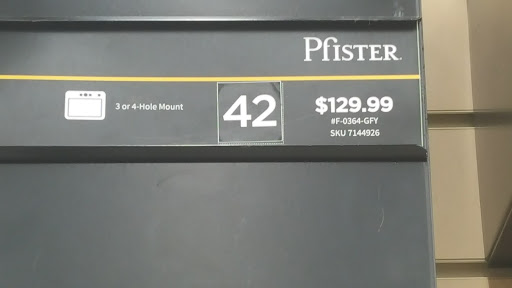 Pfister
3 or 4-Hole Mount
42
$129.99
#F-0364-GFY
SKU 7144926